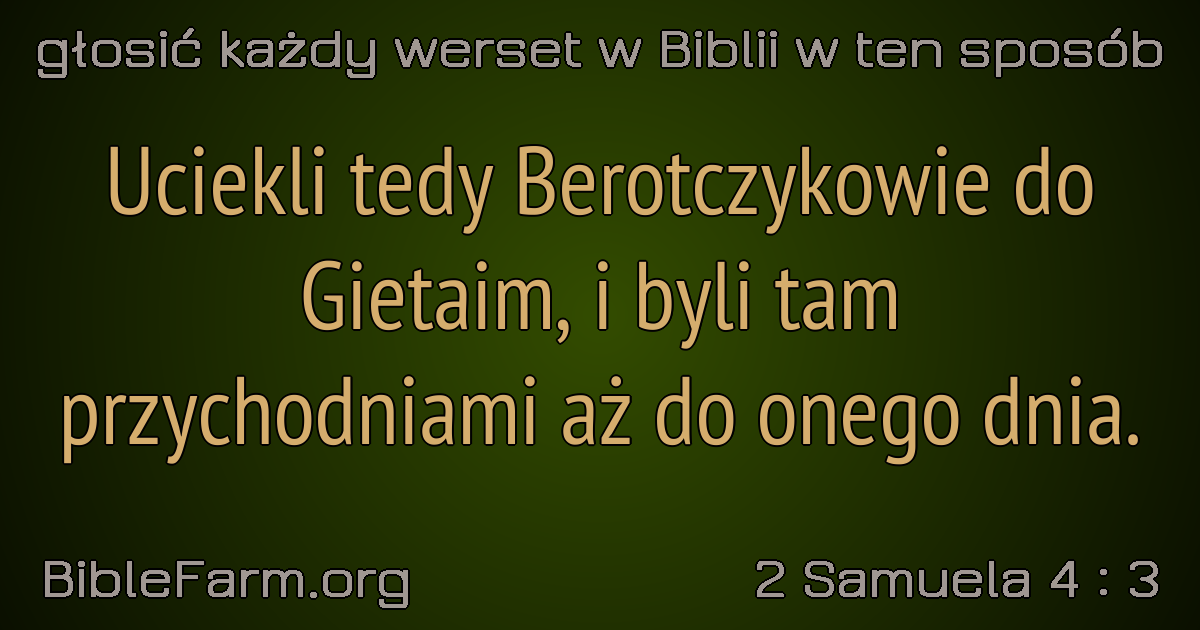 głosić każdy werset w Biblii w ten sposób
Uciekli tedy Berotczykowie do
Gietaim, i byli tam
przychodniami aż do onego dnia.
BibleFarm.org
2 Samuela 4 : 3